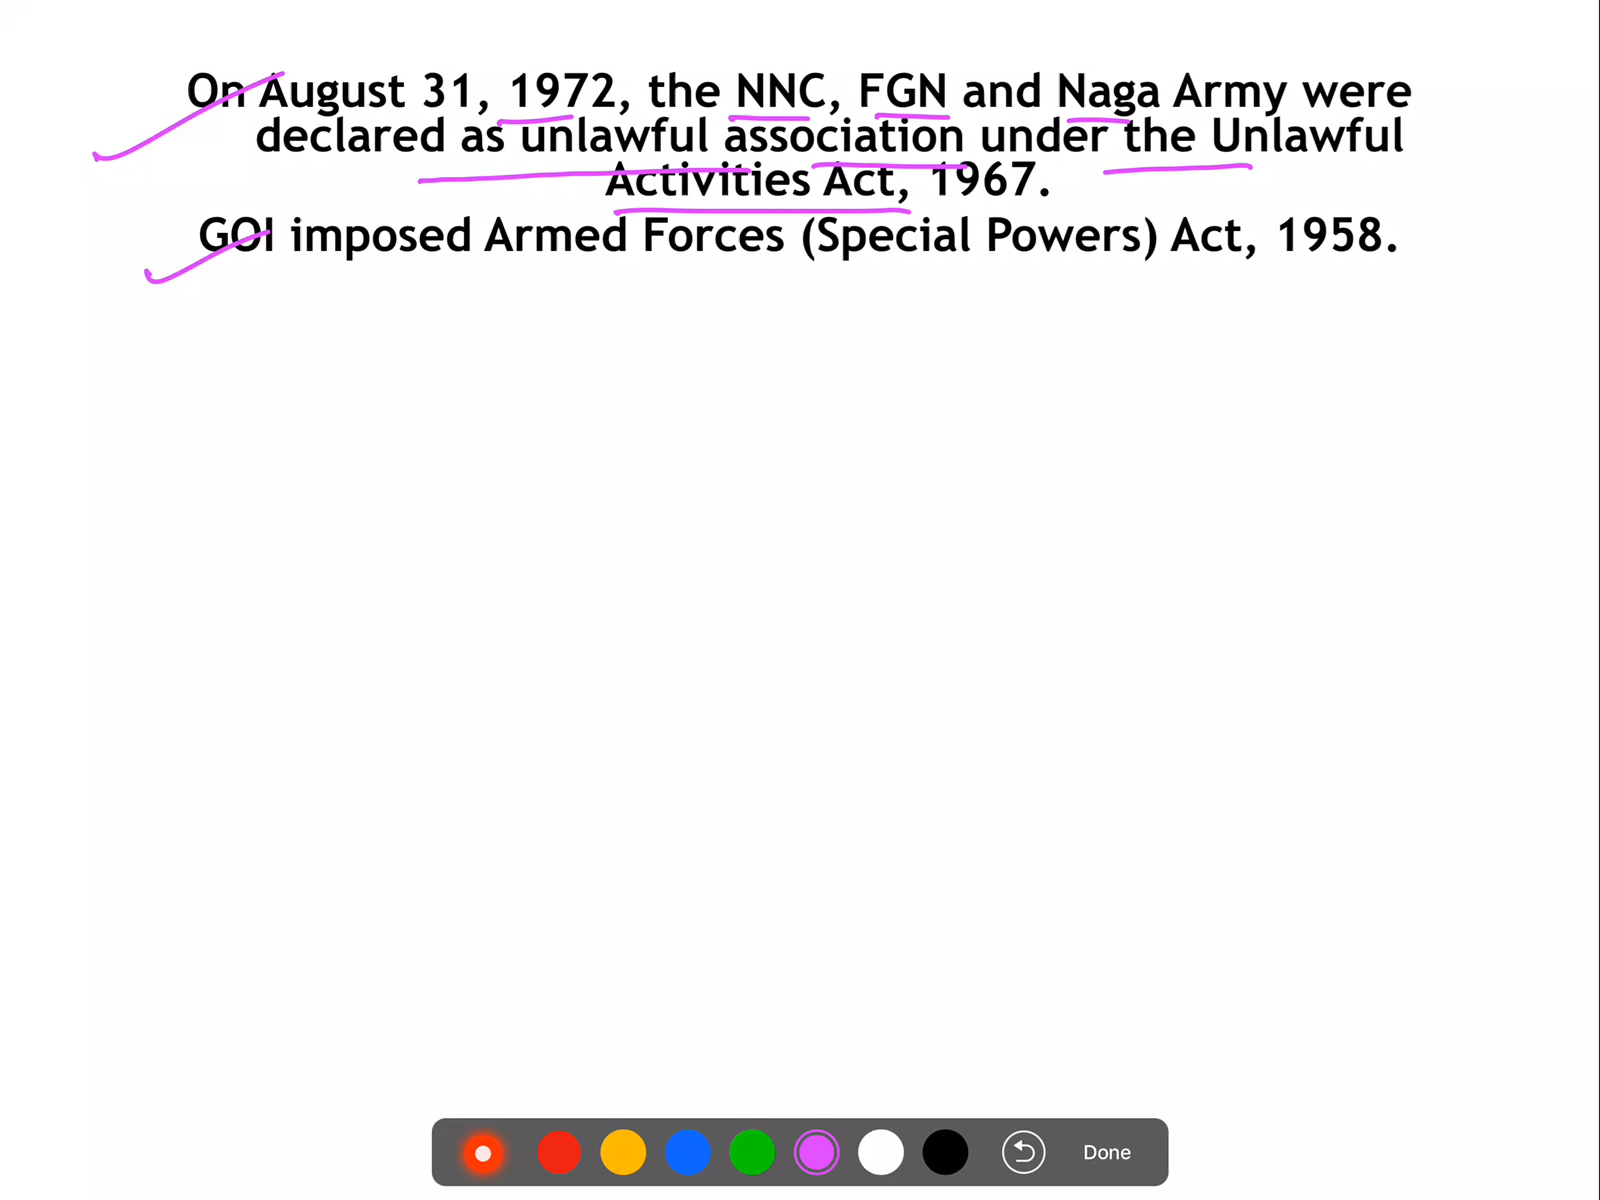 On August 31, 1972, the NNC, FGN and Naga Army were
declared as unlawful association under the Unlawful
Activities Act, 1967.
GOI imposed Armed Forces (Special Powers) Act, 1958.
Done